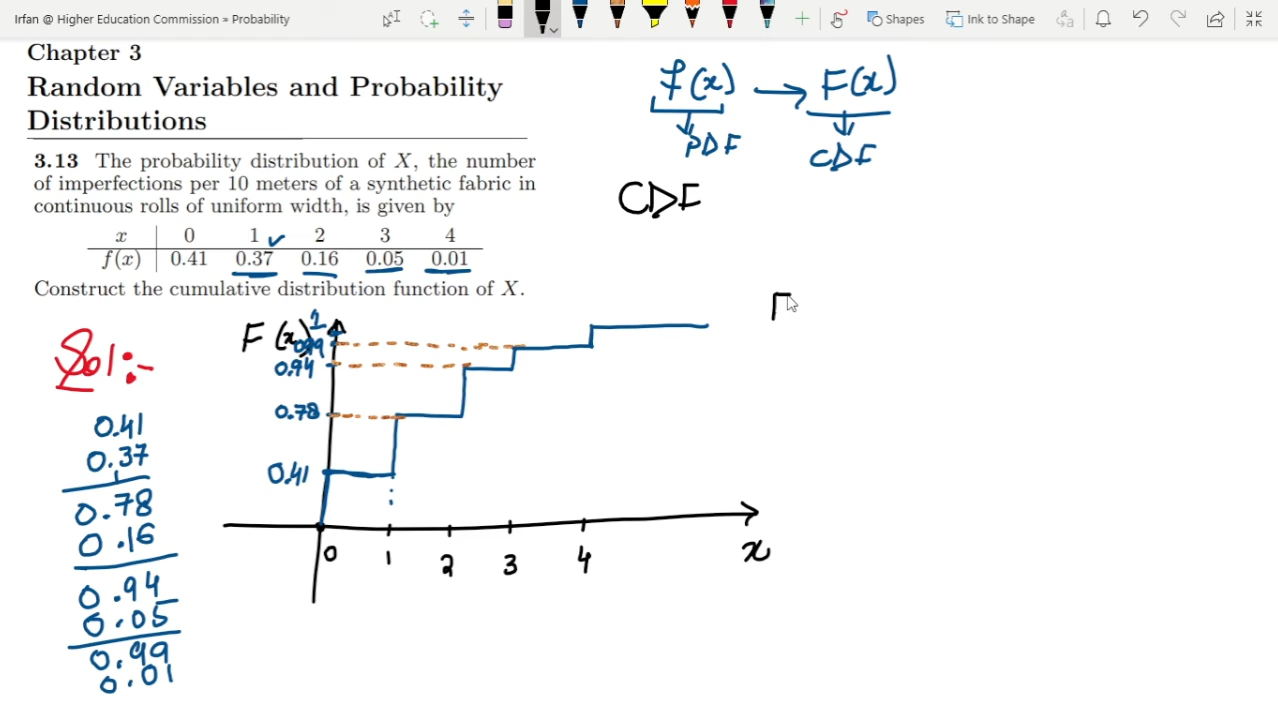 Irfan @ Higher Education Commission » Probability
Shapes
Ink to Shape
Chapter 3
Random Variables and Probability
Distributions
3.13 The probability distribution of X, the number
of imperfections per 10 meters of a synthetic fabric in
continuous rolls of uniform width, is given by
x 0 1 2 3 4
f(x) 0.41 0.37 0.16 0.05 0.01
Construct the cumulative distribution function of X.
f(x) → F(x)
PDF CDF
CDF
Sol:-
0.41
0.37
0.78
0.16
0.94
0.05
0.99
0.01
F(x)
1
0.99
0.94
0.78
0.41
0 1 2 3 4
x